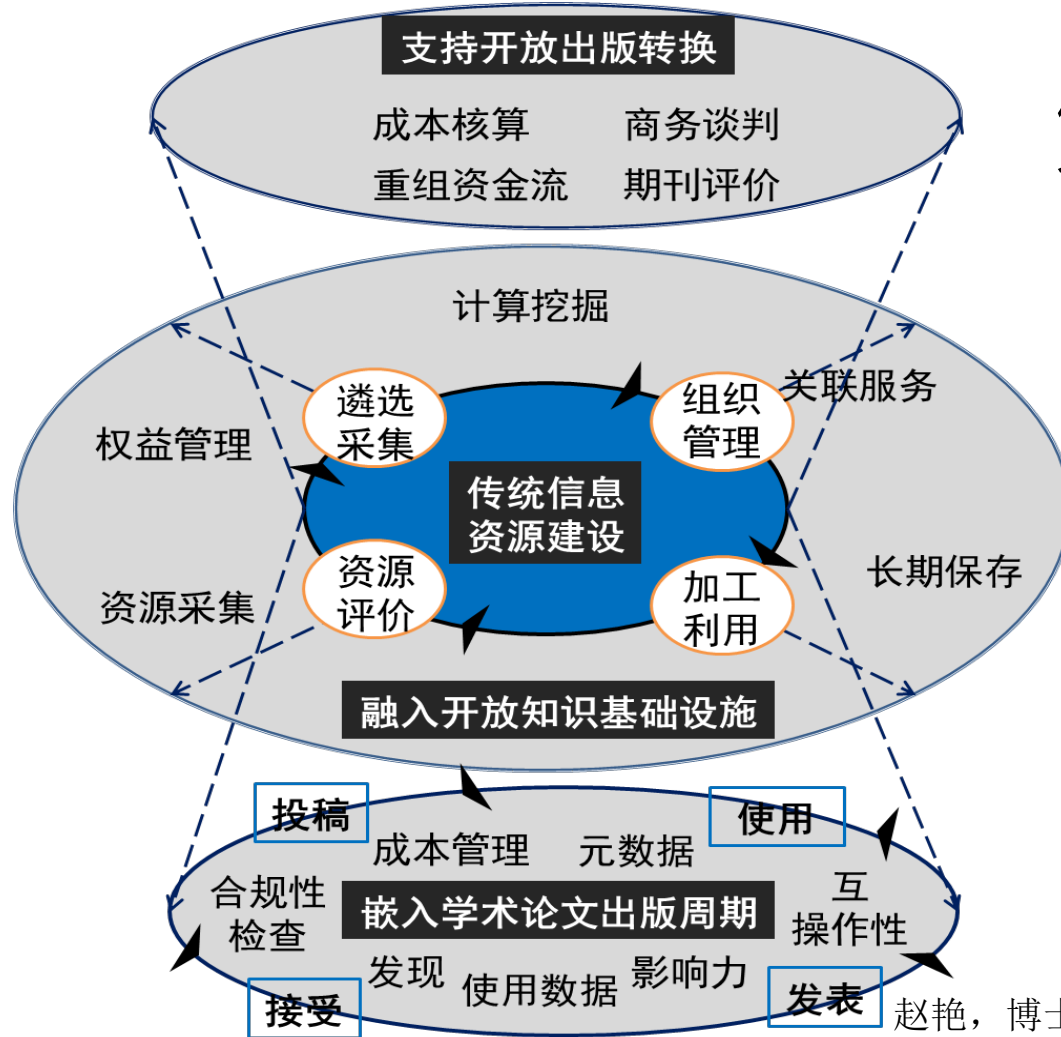 支持开放出版转换
成本核算 商务谈判
重组资金流 期刊评价
计算挖掘
遴选
采集
组织
管理
关联服务
权益管理
传统信息
资源建设
资源
评价
加工
利用
长期保存
资源采集
融入开放知识基础设施
投稿
使用
成本管理 元数据
合规性
检查
嵌入学术论文出版周期
互
操作性
发现 使用数据 影响力
接受
发表
赵艳，博士